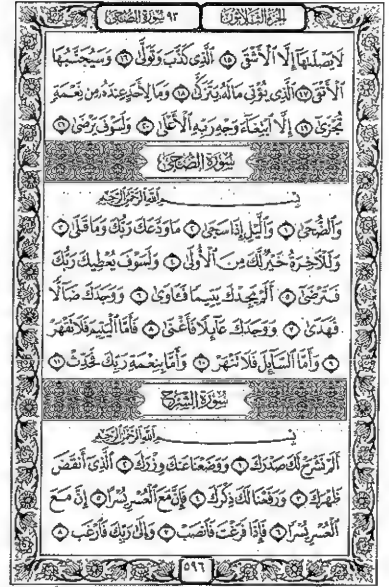 الجزء الثلاثون
٩٣ سورة الضحى
لَا يَصْلَىٰهَآ إِلَّا ٱلْأَشْقَى ١٥ ٱلَّذِى كَذَّبَ وَتَوَلَّىٰ ١٦ وَسَيُجَنَّبُهَا
ٱلْأَتْقَى ١٧ ٱلَّذِى يُؤْتِى مَالَهُۥ يَتَزَكَّىٰ ١٨ وَمَا لِأَحَدٍ عِندَهُۥ مِن نِّعْمَةٍ
تُجْزَىٰٓ ١٩ إِلَّا ٱبْتِغَآءَ وَجْهِ رَبِّهِ ٱلْأَعْلَىٰ ٢٠ وَلَسَوْفَ يَرْضَىٰ ٢١
سورة الضحى
بِسْمِ ٱللَّهِ ٱلرَّحْمَٰنِ ٱلرَّحِيمِ
وَٱلضُّحَىٰ ١ وَٱلَّيْلِ إِذَا سَجَىٰ ٢ مَا وَدَّعَكَ رَبُّكَ وَمَا قَلَىٰ ٣
وَلَلْءَاخِرَةُ خَيْرٌ لَّكَ مِنَ ٱلْأُولَىٰ ٤ وَلَسَوْفَ يُعْطِيكَ رَبُّكَ
فَتَرْضَىٰٓ ٥ أَلَمْ يَجِدْكَ يَتِيمًا فَـَٔاوَىٰ ٦ وَوَجَدَكَ ضَآلًّا
فَهَدَىٰ ٧ وَوَجَدَكَ عَآئِلًا فَأَغْنَىٰ ٨ فَأَمَّا ٱلْيَتِيمَ فَلَا تَقْهَرْ
٩ وَأَمَّا ٱلسَّآئِلَ فَلَا تَنْهَرْ ١٠ وَأَمَّا بِنِعْمَةِ رَبِّكَ فَحَدِّثْ ١١
سورة الشرح
بِسْمِ ٱللَّهِ ٱلرَّحْمَٰنِ ٱلرَّحِيمِ
أَلَمْ نَشْرَحْ لَكَ صَدْرَكَ ١ وَوَضَعْنَا عَنكَ وِزْرَكَ ٢ ٱلَّذِىٓ أَنقَضَ
ظَهْرَكَ ٣ وَرَفَعْنَا لَكَ ذِكْرَكَ ٤ فَإِنَّ مَعَ ٱلْعُسْرِ يُسْرًا ٥ إِنَّ مَعَ
ٱلْعُسْرِ يُسْرًا ٦ فَإِذَا فَرَغْتَ فَٱنصَبْ ٧ وَإِلَىٰ رَبِّكَ فَٱرْغَب ٨
٥٩٦